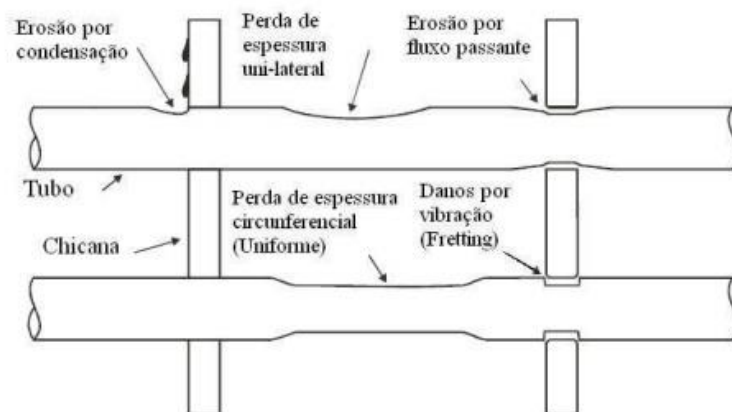 Erosão por
condensação
Perda de
espessura
uni-lateral
Erosão por
fluxo passante
Tubo
Perda de espessura
circunferencial
(Uniforme)
Danos por
vibração
(Fretting)
Chicana